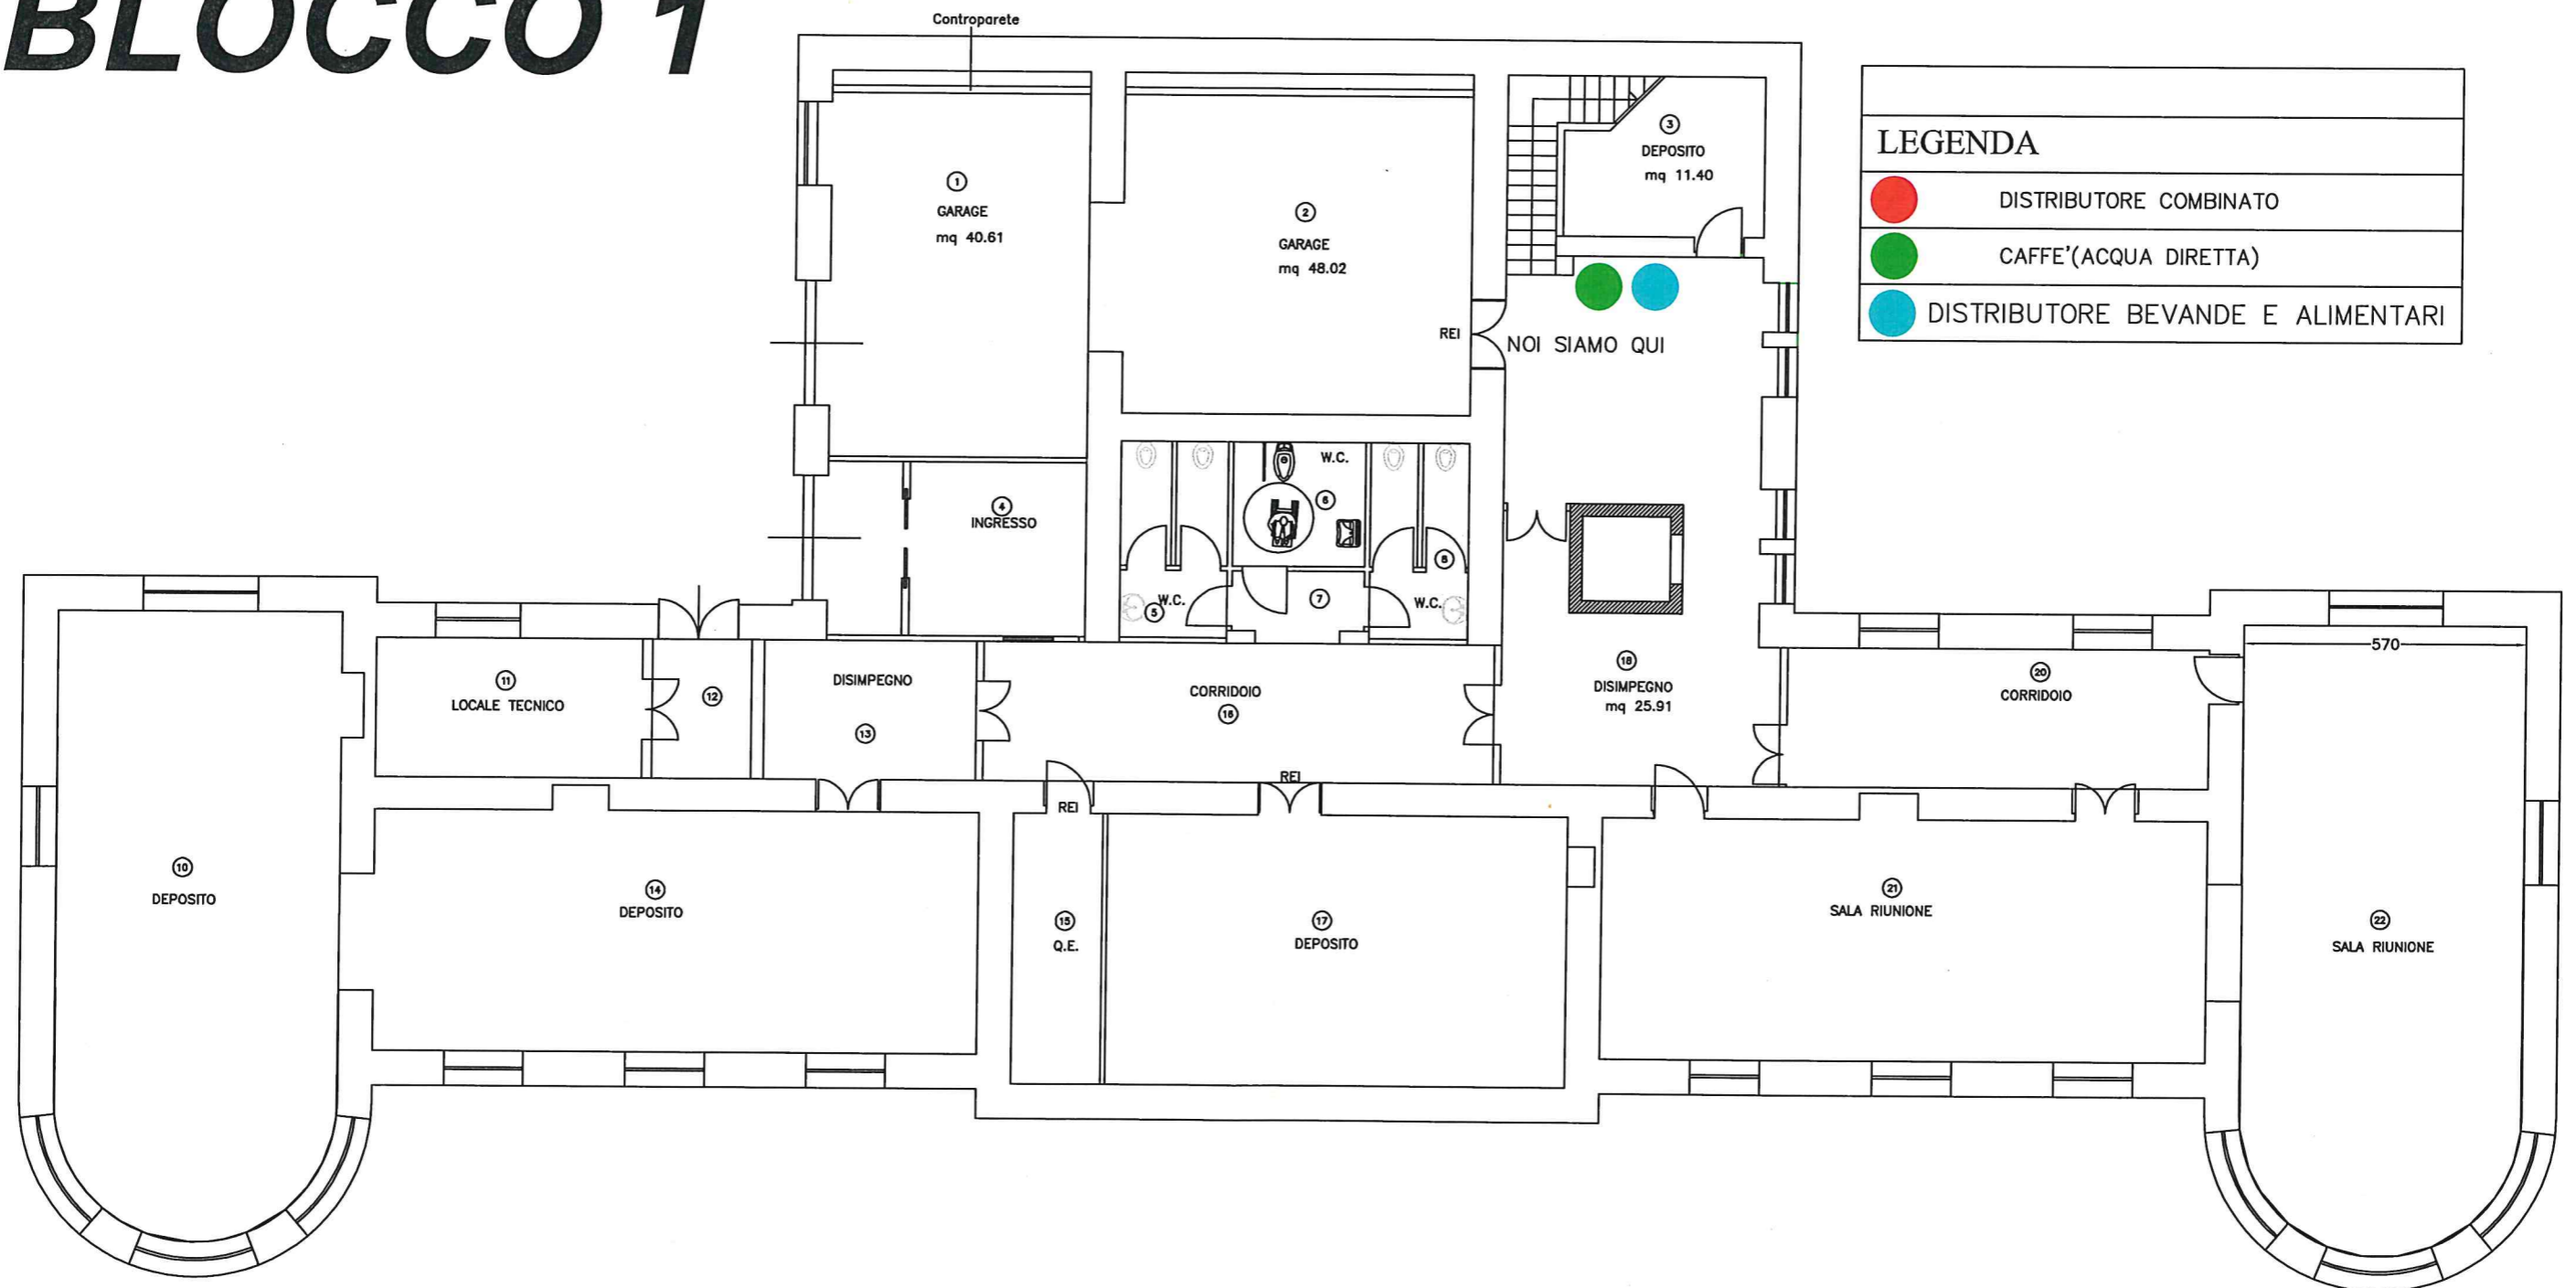 BLOCCO 1
Controparete
LEGENDA
DISTRIBUTORE COMBINATO
CAFFE'(ACQUA DIRETTA)
DISTRIBUTORE BEVANDE E ALIMENTARI
1
GARAGE
mq 40.61
2
GARAGE
mq 48.02
3
DEPOSITO
mq 11.40
REI
NOI SIAMO QUI
4
INGRESSO
W.C.
6
8
5
W.C.
7
W.C.
11
LOCALE TECNICO
12
DISIMPEGNO
13
CORRIDOIO
16
18
DISIMPEGNO
mq 25.91
20
CORRIDOIO
570
REI
REI
10
DEPOSITO
14
DEPOSITO
15
Q.E.
17
DEPOSITO
21
SALA RIUNIONE
22
SALA RIUNIONE